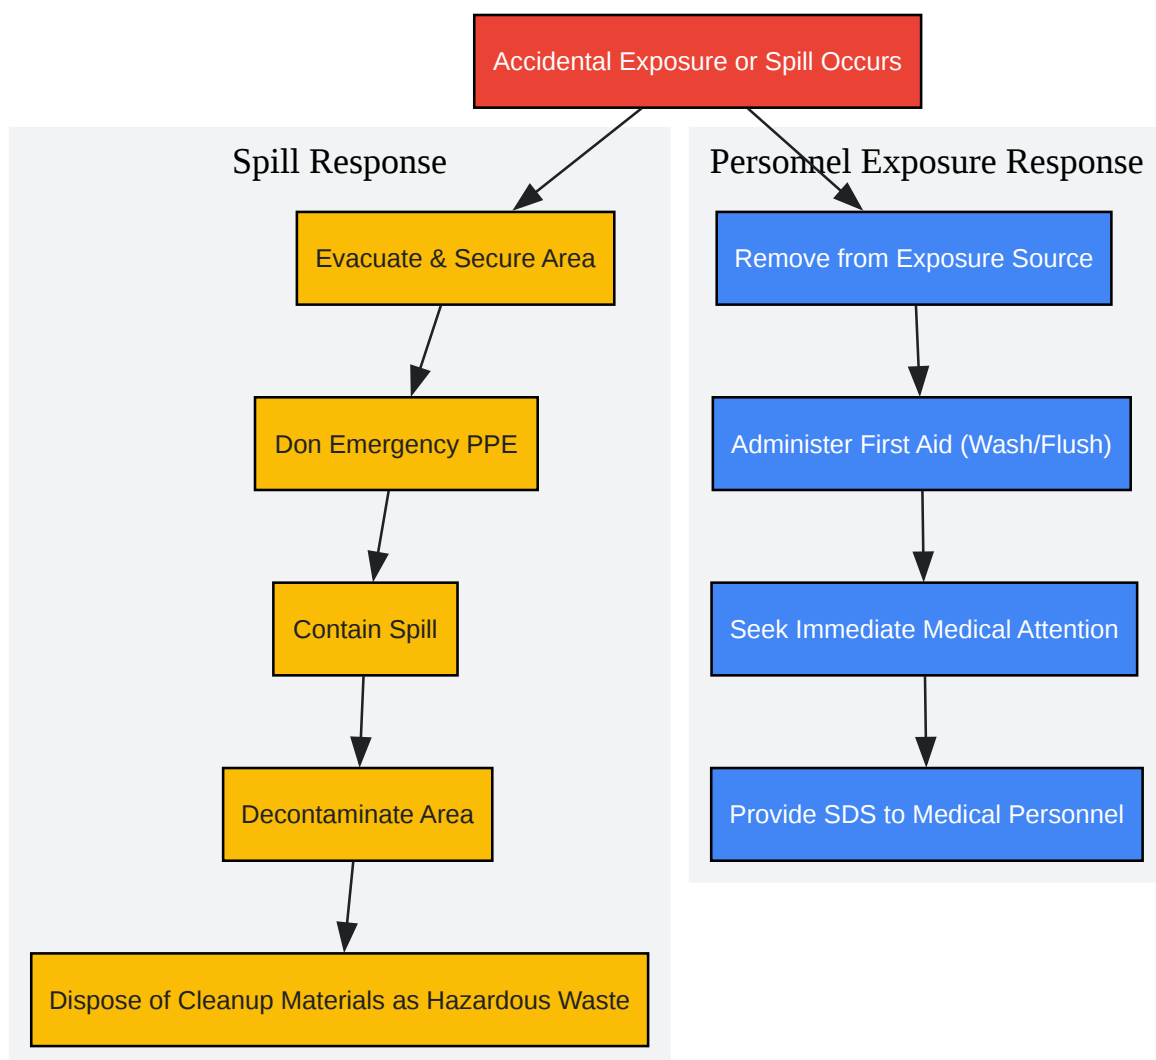 Accidental Exposure or Spill Occurs
Spill Response
Evacuate & Secure Area
Don Emergency PPE
Contain Spill
Decontaminate Area
Dispose of Cleanup Materials as Hazardous Waste
Personnel Exposure Response
Remove from Exposure Source
Administer First Aid (Wash/Flush)
Seek Immediate Medical Attention
Provide SDS to Medical Personnel